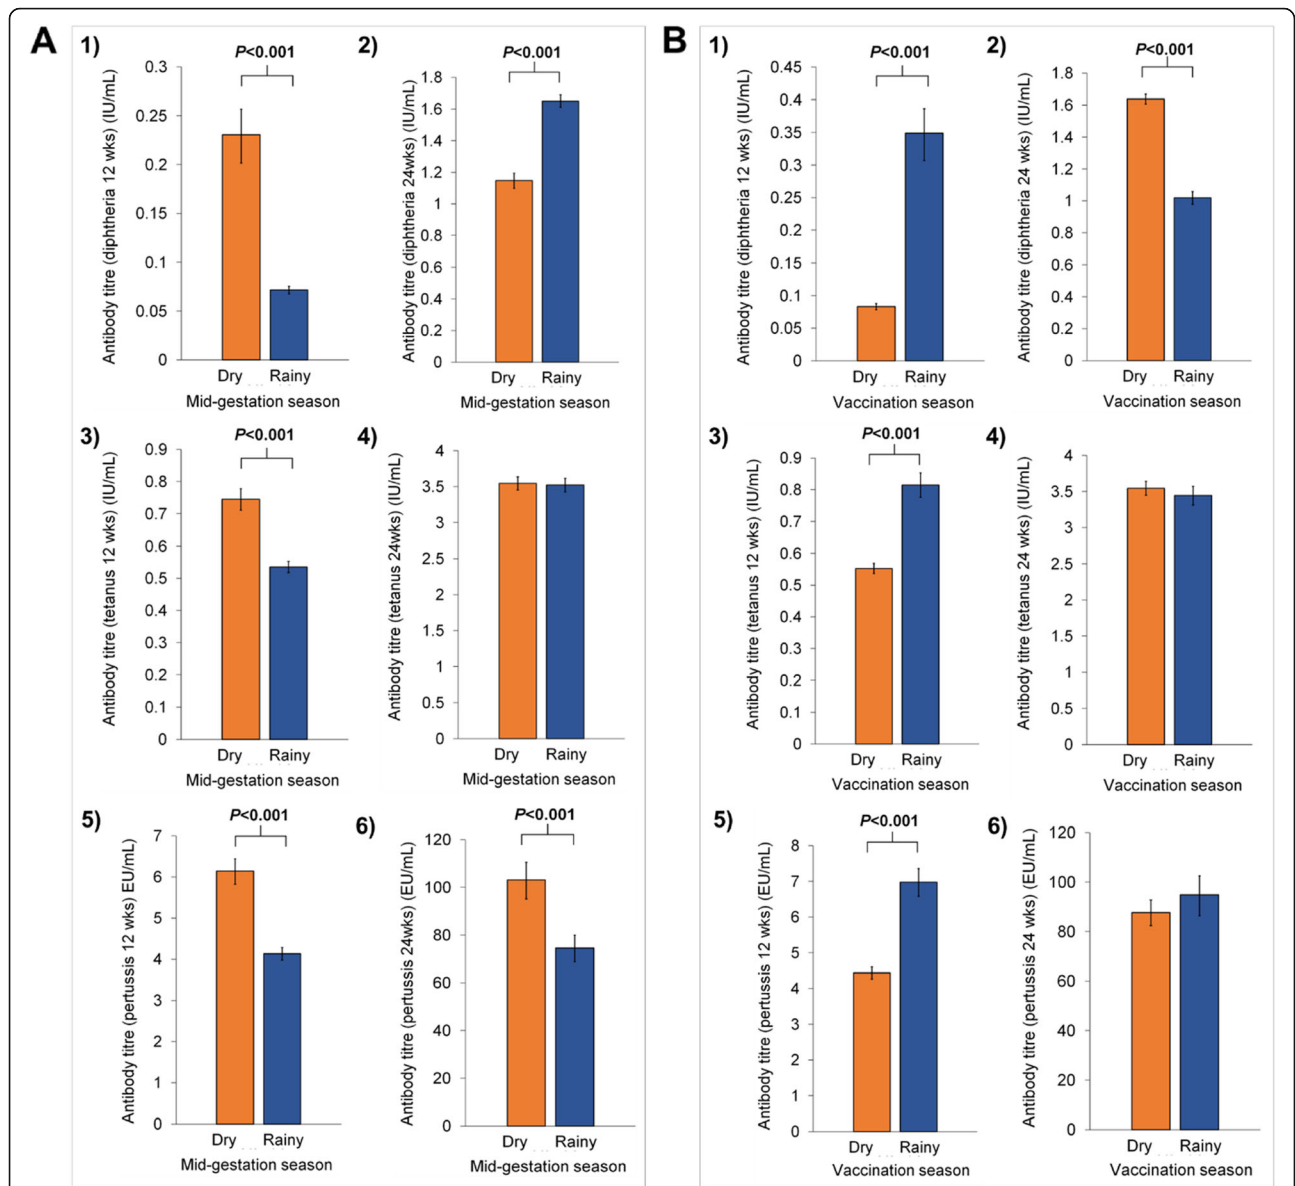 A
1)
P<0.001
Antibody titre (diphtheria 12 wks) (IU/mL)
0.3
0.25
0.2
0.15
0.1
0.05
0
Dry Rainy
Mid-gestation season
2)
P<0.001
Antibody titre (diphtheria 24wks) (IU/mL)
1.8
1.6
1.4
1.2
1
0.8
0.6
0.4
0.2
0
Dry Rainy
Mid-gestation season
3)
P<0.001
Antibody titre (tetanus 12 wks) (IU/mL)
0.9
0.8
0.7
0.6
0.5
0.4
0.3
0.2
0.1
0
Dry Rainy
Mid-gestation season
4)
Antibody titre (tetanus 24wks) (IU/mL)
4
3.5
3
2.5
2
1.5
1
0.5
0
Dry Rainy
Mid-gestation season
5)
P<0.001
Antibody titre (pertussis 12 wks) EU/mL)
7
6
5
4
3
2
1
0
Dry Rainy
Mid-gestation season
6)
P<0.001
Antibody titre (pertussis 24wks) (EU/mL)
120
100
80
60
40
20
0
Dry Rainy
Mid-gestation season
B
1)
P<0.001
Antibody titre (diphtheria 12 wks) (IU/mL)
0.45
0.4
0.35
0.3
0.25
0.2
0.15
0.1
0.05
0
Dry Rainy
Vaccination season
2)
P<0.001
Antibody titre (diphtheria 24 wks) (IU/mL)
1.8
1.6
1.4
1.2
1
0.8
0.6
0.4
0.2
0
Dry Rainy
Vaccination season
3)
P<0.001
Antibody titre (tetanus 12 wks) (IU/mL)
0.9
0.8
0.7
0.6
0.5
0.4
0.3
0.2
0.1
0
Dry Rainy
Vaccination season
4)
Antibody titre (tetanus 24 wks) (IU/mL)
4
3.5
3
2.5
2
1.5
1
0.5
0
Dry Rainy
Vaccination season
5)
P<0.001
Antibody titre (pertussis 12 wks) (EU/mL)
8
7
6
5
4
3
2
1
0
Dry Rainy
Vaccination season
6)
Antibody titre (pertussis 24 wks) (EU/mL)
120
100
80
60
40
20
0
Dry Rainy
Vaccination season